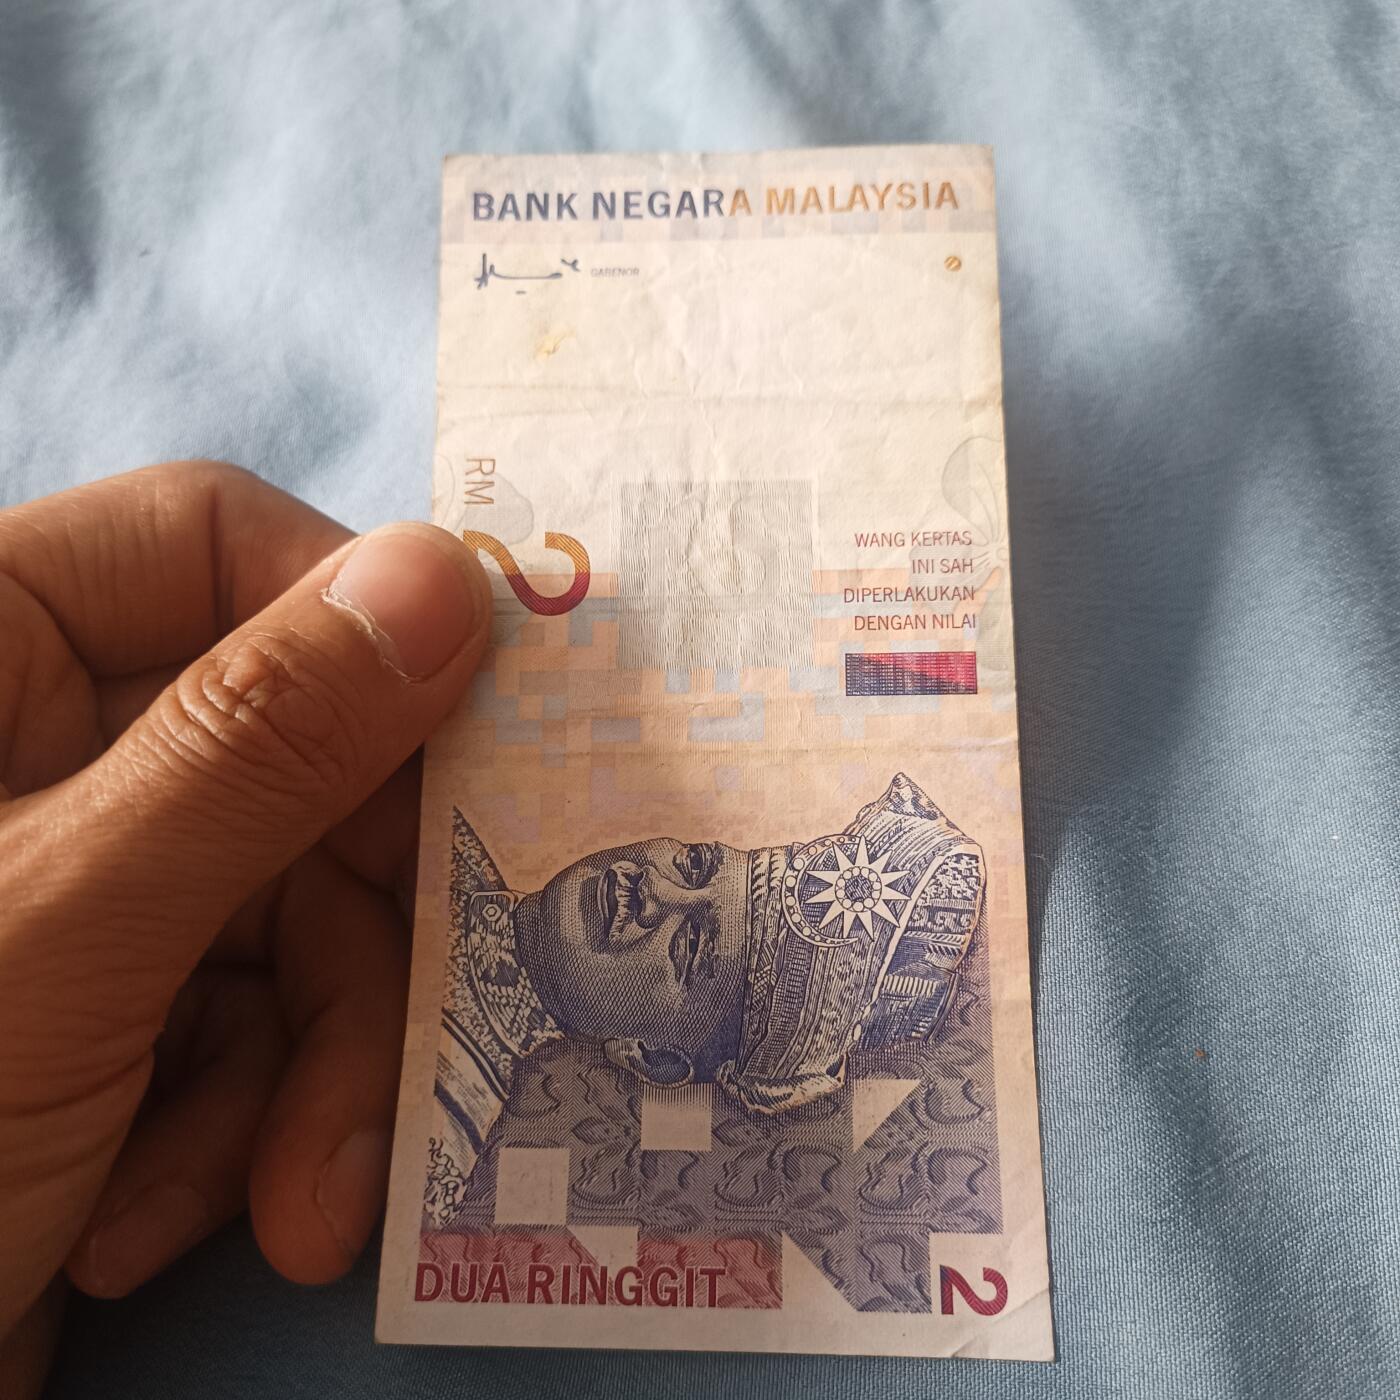 BANK NEGARA MALAYSIA
GABENOR
RM
2
WANG KERTAS
INI SAH
DIPERLAKUKAN
DENGAN NILAI
DUA RINGGIT
2